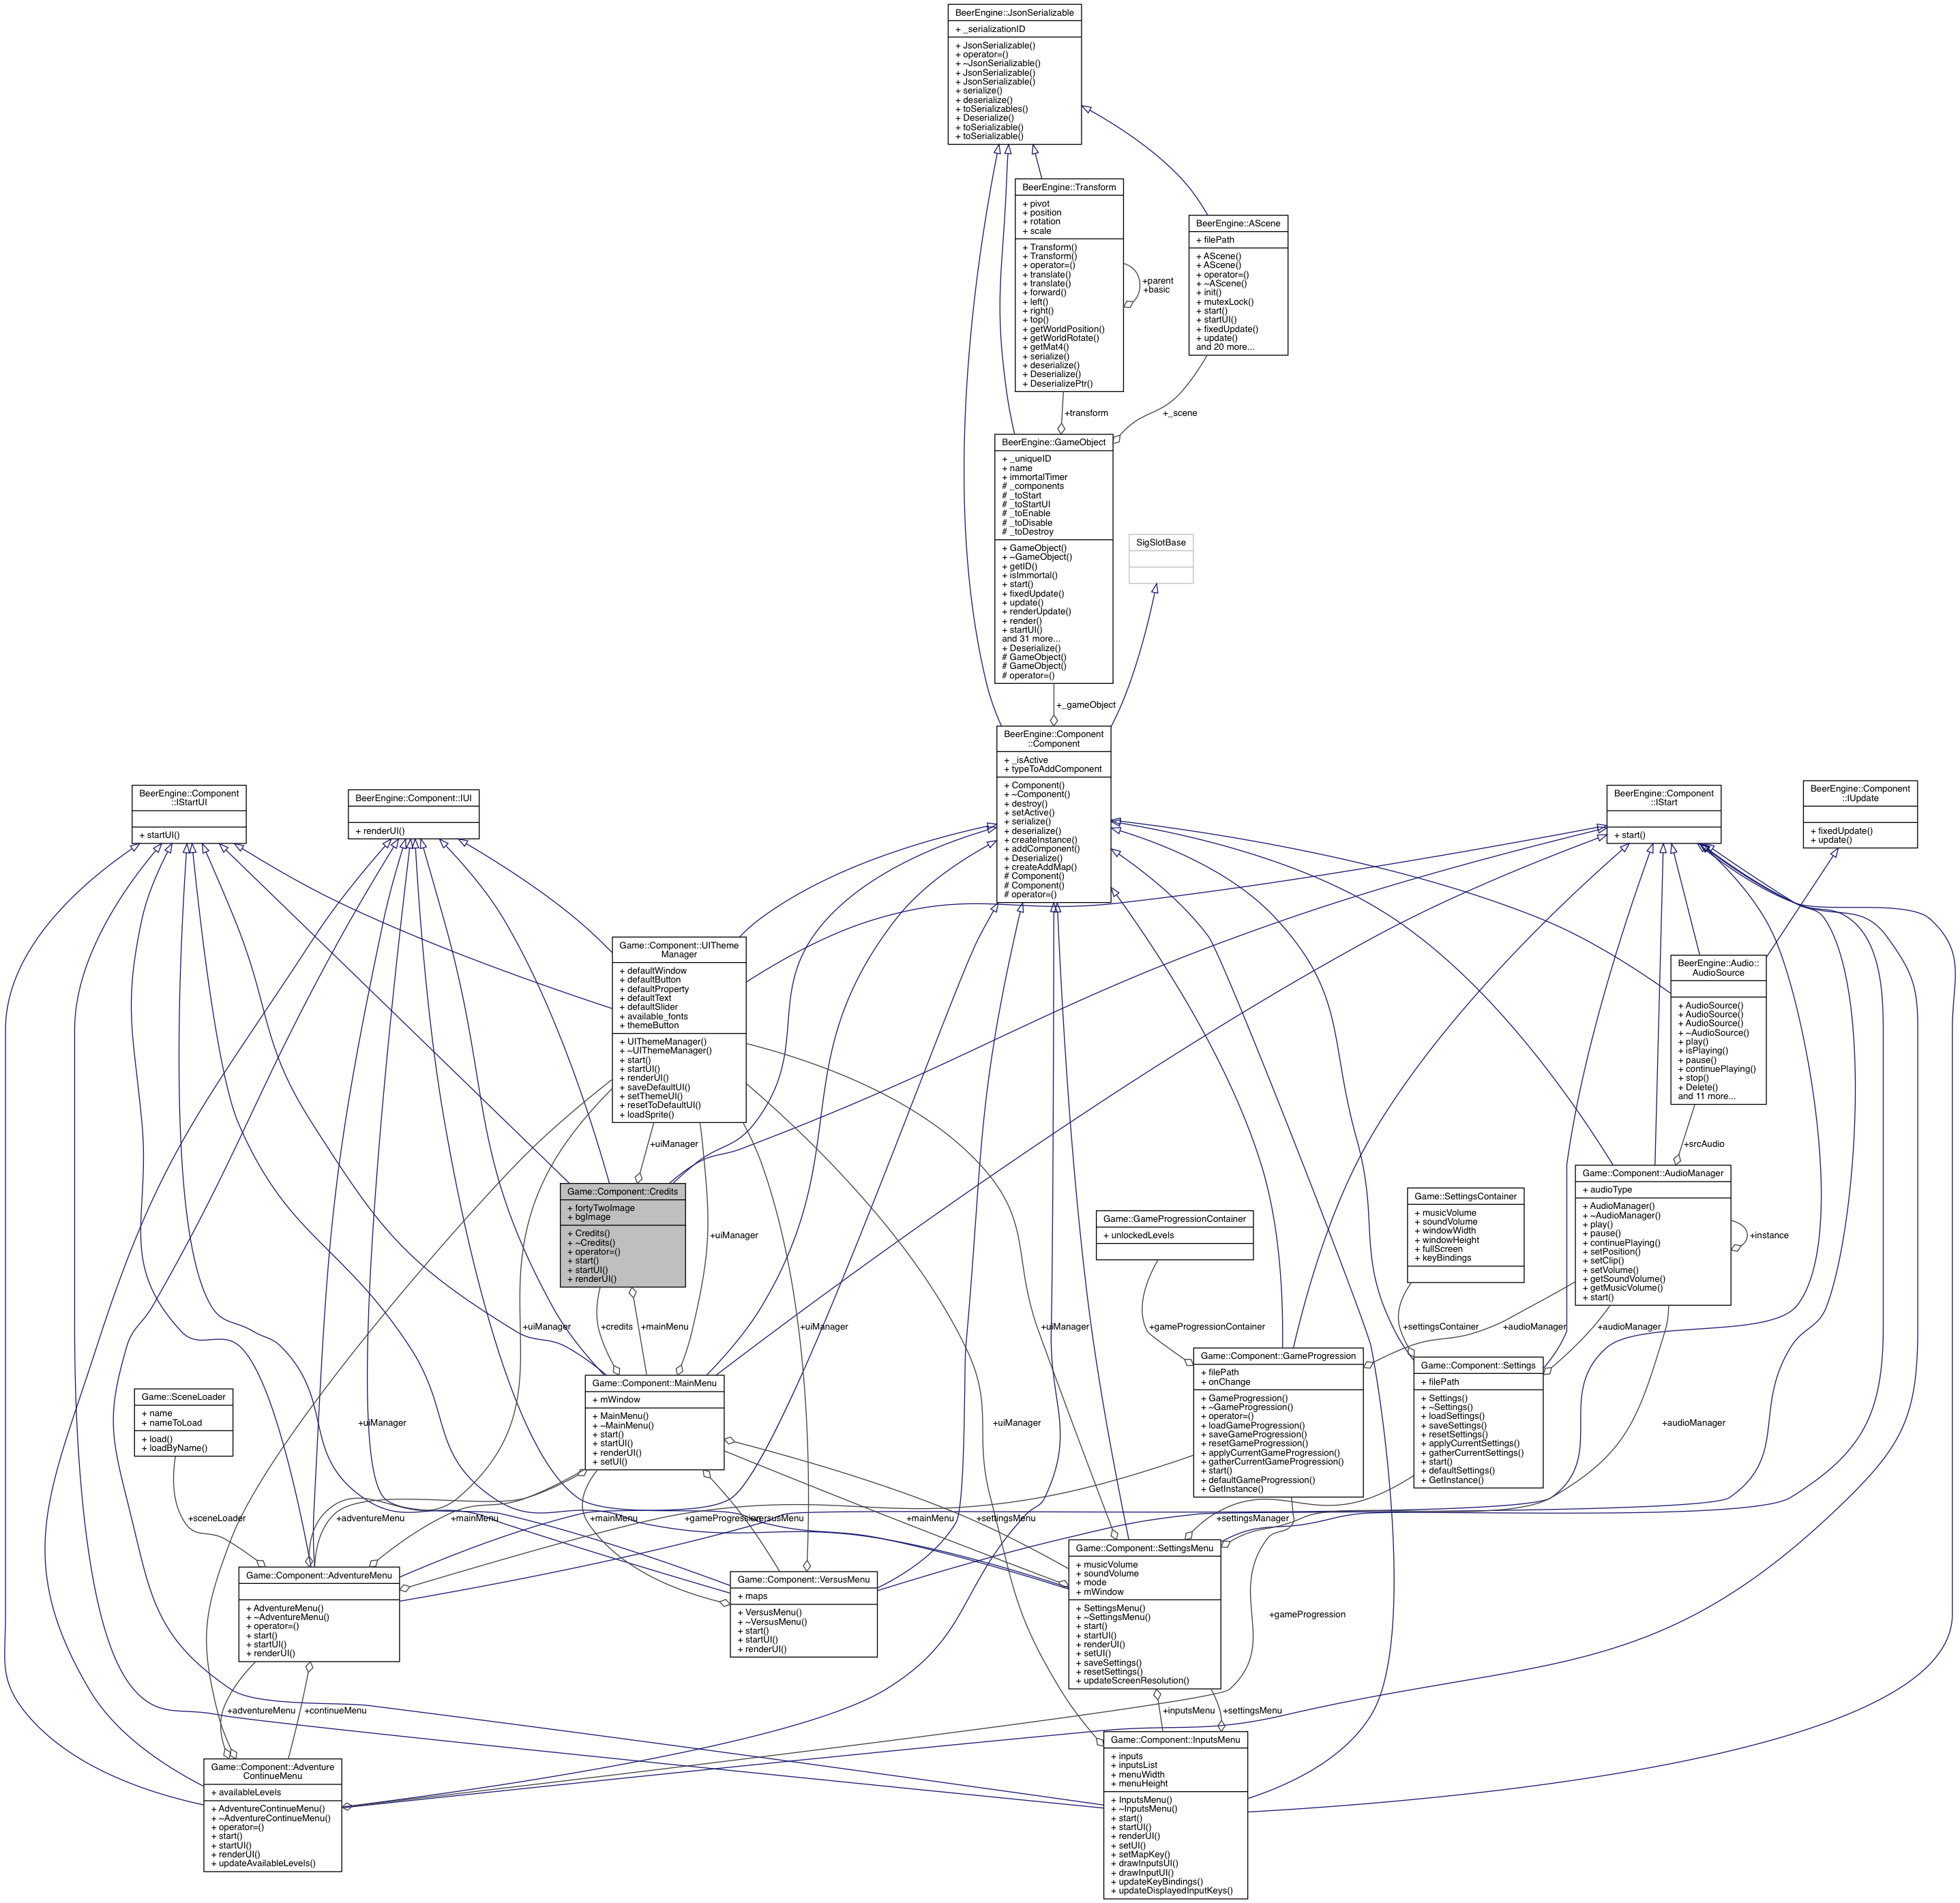 BeerEngine::JsonSerializable
+ _serializationID
+ JsonSerializable()
+ operator=()
+ ~JsonSerializable()
+ JsonSerializable()
+ JsonSerializable()
+ serialize()
+ deserialize()
+ toSerializables()
+ Deserialize()
+ toSerializable()
+ toSerializable()
BeerEngine::Transform
+ pivot
+ position
+ rotation
+ scale
+ Transform()
+ Transform()
+ operator=()
+ translate()
+ translate()
+ forward()
+ left()
+ right()
+ top()
+ getWorldPosition()
+ getWorldRotate()
+ getMat4()
+ serialize()
+ deserialize()
+ Deserialize()
+ DeserializePtr()
+parent
+basic
BeerEngine::AScene
+ filePath
+ AScene()
+ AScene()
+ operator=()
+ ~AScene()
+ init()
+ mutexLock()
+ start()
+ startUI()
+ fixedUpdate()
+ update()
and 20 more...
+transform
+_scene
BeerEngine::GameObject
+ _uniqueID
+ name
+ immortalTimer
# _components
# _toStart
# _toStartUI
# _toEnable
# _toDisable
# _toDestroy
+ GameObject()
+ ~GameObject()
+ getID()
+ isImmortal()
+ start()
+ fixedUpdate()
+ update()
+ renderUpdate()
+ render()
+ startUI()
and 31 more...
+ Deserialize()
# GameObject()
# GameObject()
# operator=()
SigSlotBase
+_gameObject
BeerEngine::Component
::Component
+ _isActive
+ typeToAddComponent
+ Component()
+ ~Component()
+ destroy()
+ setActive()
+ serialize()
+ deserialize()
+ createInstance()
+ addComponent()
+ Deserialize()
+ createAddMap()
# Component()
# Component()
# operator=()
BeerEngine::Component
::IStartUI
+ startUI()
BeerEngine::Component::IUI
+ renderUI()
BeerEngine::Component
::IStart
+ start()
BeerEngine::Component
::IUpdate
+ fixedUpdate()
+ update()
Game::Component::UITheme
Manager
+ defaultWindow
+ defaultButton
+ defaultProperty
+ defaultText
+ defaultSlider
+ available_fonts
+ themeButton
+ UIThemeManager()
+ ~UIThemeManager()
+ start()
+ startUI()
+ renderUI()
+ saveDefaultUI()
+ setThemeUI()
+ resetToDefaultUI()
+ loadSprite()
BeerEngine::Audio::
AudioSource
+ AudioSource()
+ AudioSource()
+ AudioSource()
+ ~AudioSource()
+ play()
+ isPlaying()
+ pause()
+ continuePlaying()
+ stop()
+ Delete()
and 11 more...
+uiManager
+srcAudio
Game::Component::Credits
+ fortyTwoImage
+ bgImage
+ Credits()
+ ~Credits()
+ operator=()
+ start()
+ startUI()
+ renderUI()
+uiManager
Game::GameProgressionContainer
+ unlockedLevels
Game::SettingsContainer
+ musicVolume
+ soundVolume
+ windowWidth
+ windowHeight
+ fullScreen
+ keyBindings
Game::Component::AudioManager
+ audioType
+ AudioManager()
+ ~AudioManager()
+ play()
+ pause()
+ continuePlaying()
+ setPosition()
+ setClip()
+ setVolume()
+ getSoundVolume()
+ getMusicVolume()
+ start()
+instance
+uiManager
+credits
+mainMenu
+uiManager
+uiManager
+gameProgressionContainer
+audioManager
+settingsContainer
+audioManager
Game::SceneLoader
+ name
+ nameToLoad
+ load()
+ loadByName()
+uiManager
Game::Component::MainMenu
+ mWindow
+ MainMenu()
+ ~MainMenu()
+ start()
+ startUI()
+ renderUI()
+ setUI()
+uiManager
Game::Component::GameProgression
+ filePath
+ onChange
+ GameProgression()
+ ~GameProgression()
+ operator=()
+ loadGameProgression()
+ saveGameProgression()
+ resetGameProgression()
+ applyCurrentGameProgression()
+ gatherCurrentGameProgression()
+ start()
+ defaultGameProgression()
+ GetInstance()
Game::Component::Settings
+ filePath
+ Settings()
+ ~Settings()
+ loadSettings()
+ saveSettings()
+ resetSettings()
+ applyCurrentSettings()
+ gatherCurrentSettings()
+ start()
+ defaultSettings()
+ GetInstance()
+audioManager
+sceneLoader
+adventureMenu
+mainMenu
+mainMenu
+gameProgression
+versusMenu
+mainMenu
+settingsMenu
+settingsManager
Game::Component::AdventureMenu
+ AdventureMenu()
+ ~AdventureMenu()
+ operator=()
+ start()
+ startUI()
+ renderUI()
Game::Component::VersusMenu
+ maps
+ VersusMenu()
+ ~VersusMenu()
+ start()
+ startUI()
+ renderUI()
Game::Component::SettingsMenu
+ musicVolume
+ soundVolume
+ mode
+ mWindow
+ SettingsMenu()
+ ~SettingsMenu()
+ start()
+ startUI()
+ renderUI()
+ setUI()
+ saveSettings()
+ resetSettings()
+ updateScreenResolution()
+gameProgression
+adventureMenu
+continueMenu
+inputsMenu
+settingsMenu
Game::Component::Adventure
ContinueMenu
+ availableLevels
+ AdventureContinueMenu()
+ ~AdventureContinueMenu()
+ operator=()
+ start()
+ startUI()
+ renderUI()
+ updateAvailableLevels()
Game::Component::InputsMenu
+ inputs
+ inputsList
+ menuWidth
+ menuHeight
+ InputsMenu()
+ ~InputsMenu()
+ start()
+ startUI()
+ renderUI()
+ setUI()
+ setMapKey()
+ drawInputsUI()
+ drawInputUI()
+ updateKeyBindings()
+ updateDisplayedInputKeys()